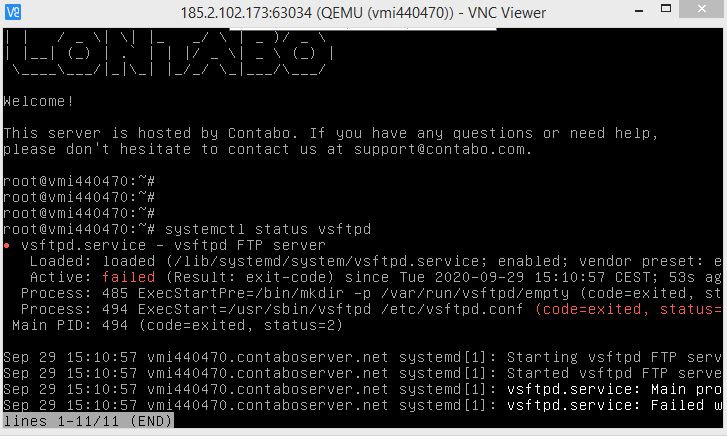 185.2.102.173:63034 (QEMU (vmi440470)) - VNC Viewer
CONTABO
Welcome!
This server is hosted by Contabo. If you have any questions or need help,
please don't hesitate to contact us at support@contabo.com.
root@vmi440470:~#
root@vmi440470:~#
root@vmi440470:~#
root@vmi440470:~# systemctl status vsftpd
● vsftpd.service - vsftpd FTP server
Loaded: loaded (/lib/systemd/system/vsftpd.service; enabled; vendor preset: e
Active: failed (Result: exit-code) since Tue 2020-09-29 15:10:57 CEST; 53s ag
Process: 485 ExecStartPre=/bin/mkdir -p /var/run/vsftpd/empty (code=exited, st
Process: 494 ExecStart=/usr/sbin/vsftpd /etc/vsftpd.conf (code=exited, status=
Main PID: 494 (code=exited, status=2)
Sep 29 15:10:57 vmi440470.contaboserver.net systemd[1]: Starting vsftpd FTP serv
Sep 29 15:10:57 vmi440470.contaboserver.net systemd[1]: Started vsftpd FTP serve
Sep 29 15:10:57 vmi440470.contaboserver.net systemd[1]: vsftpd.service: Main pro
Sep 29 15:10:57 vmi440470.contaboserver.net systemd[1]: vsftpd.service: Failed w
lines 1-11/11 (END)